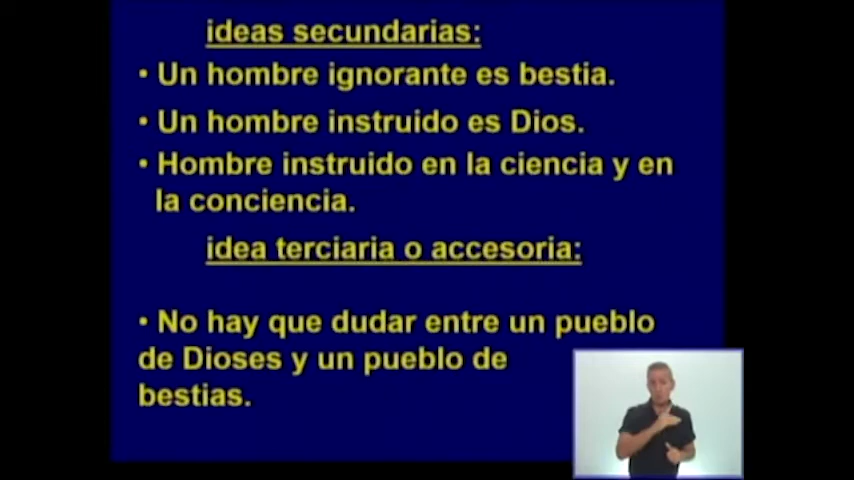 ideas secundarias:
• Un hombre ignorante es bestia.
• Un hombre instruido es Dios.
• Hombre instruido en la ciencia y en
la conciencia.
idea terciaria o accesoria:
• No hay que dudar entre un pueblo
de Dioses y un pueblo de
bestias.